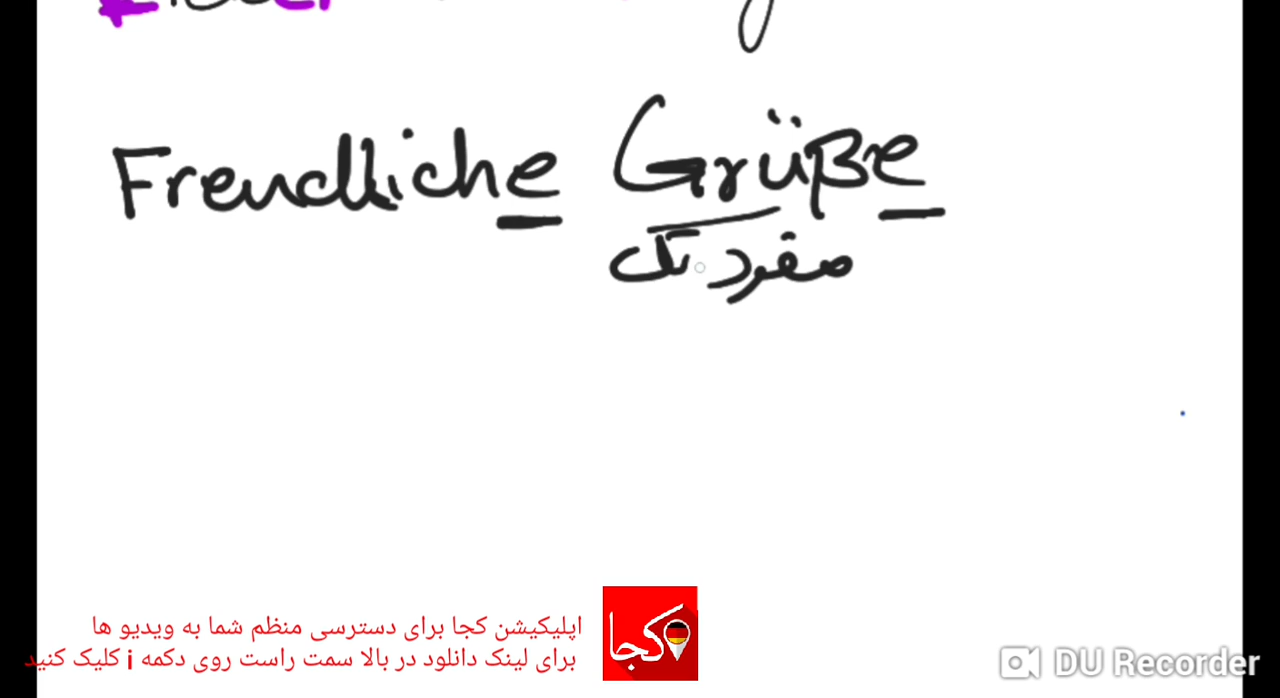 Freudliche Grüße
مفرد تک
کجا
اپلیکیشن کجا برای دسترسی منظم شما به ویدیو ها
برای لینک دانلود در بالا سمت راست روی دکمه i کلیک کنید
DU Recorder